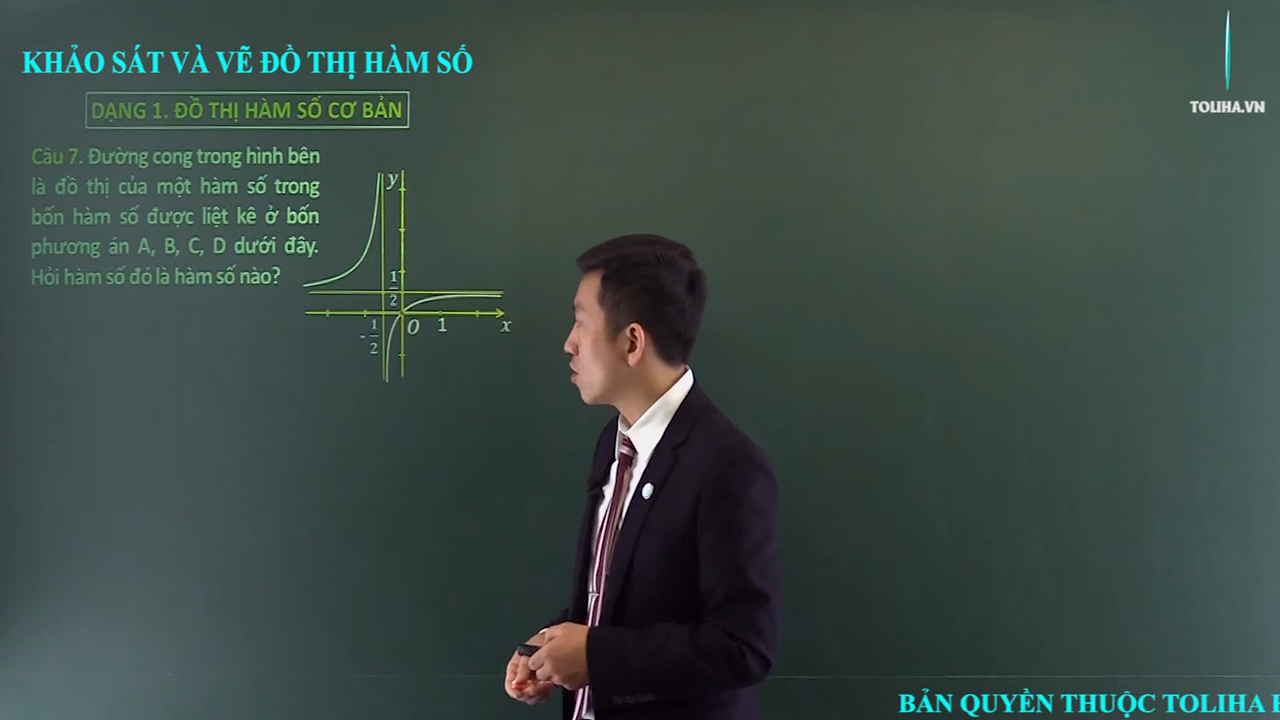 KHẢO SÁT VÀ VẼ ĐỒ THỊ HÀM SỐ
TOLIHA.VN
DẠNG 1. ĐỒ THỊ HÀM SỐ CƠ BẢN
Câu 7. Đường cong trong hình bên
là đồ thị của một hàm số trong
bốn hàm số được liệt kê ở bốn
phương án A, B, C, D dưới đây.
Hỏi hàm số đó là hàm số nào?
y
1
2
O
1
x
-1
2
BẢN QUYỀN THUỘC TOLIHA